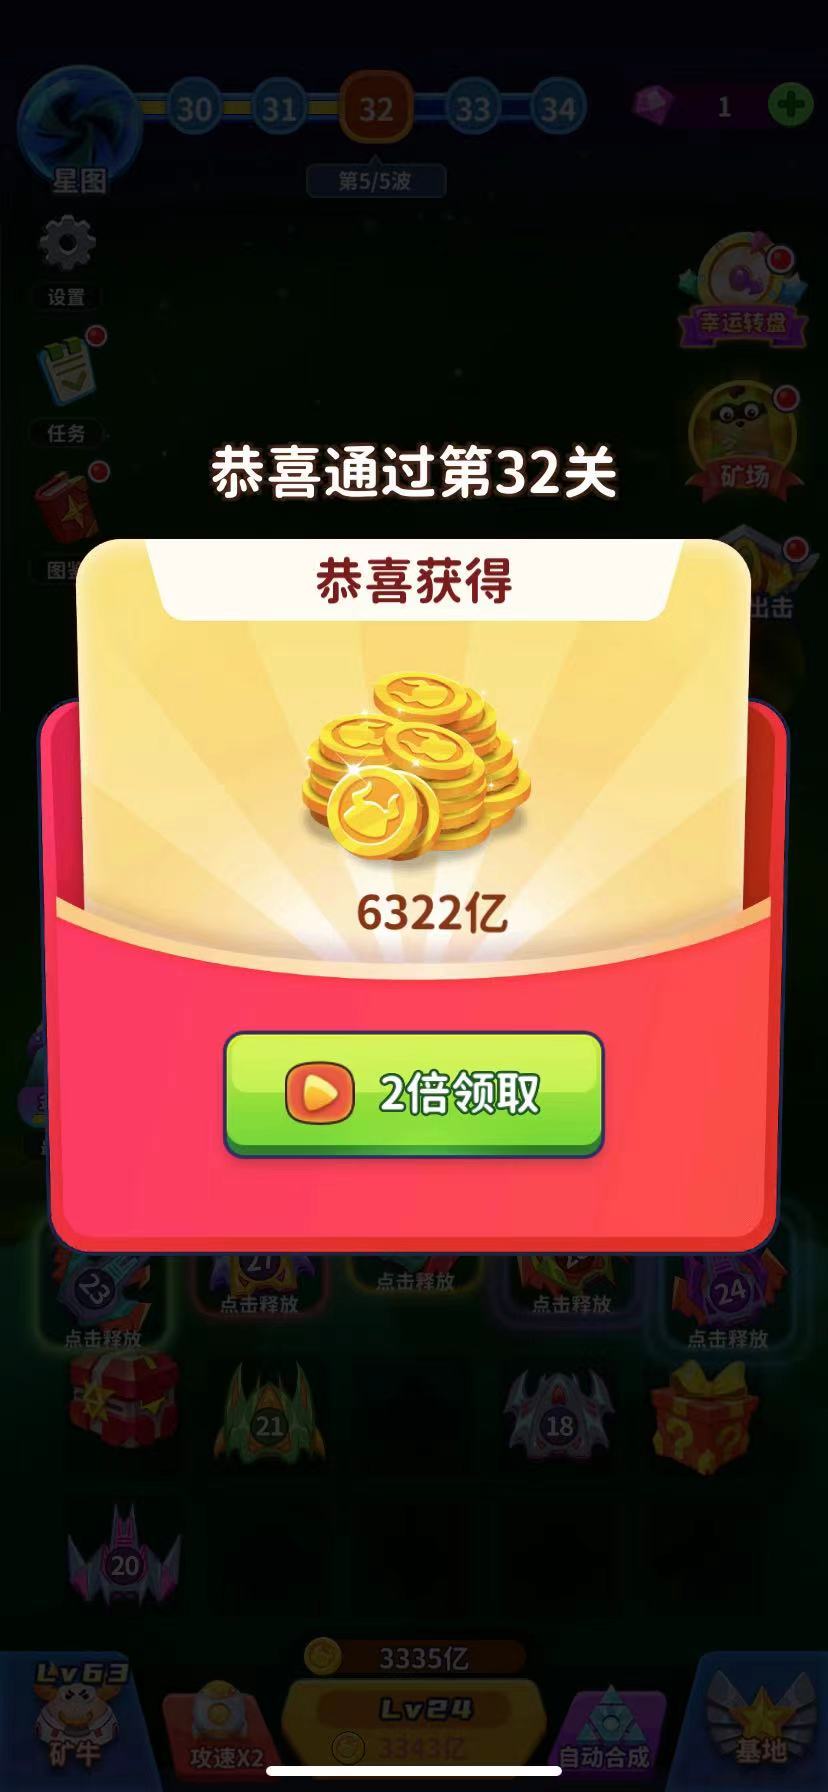 30
31
32
33
34
1
星图
第5/5波
设置
幸运转盘
任务
矿场
恭喜通过第32关
恭喜获得
出击
6322亿
2倍领取
23
27
24
点击释放
点击释放
点击释放
点击释放
点击释放
21
18
20
3335亿
Lv63
Lv24
3343亿
矿牛
攻速X2
自动合成
基地